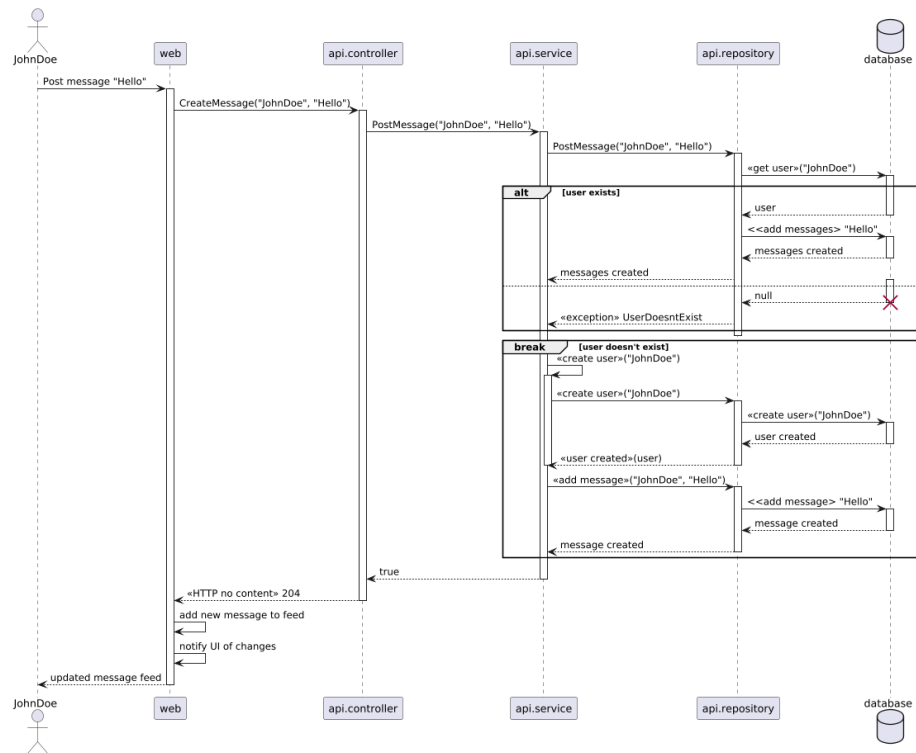 JohnDoe
web
api.controller
api.service
api.repository
database
Post message "Hello"
CreateMessage("JohnDoe", "Hello")
PostMessage("JohnDoe", "Hello")
PostMessage("JohnDoe", "Hello")
«get user»("JohnDoe")
alt [user exists]
user
<<add messages> "Hello"
messages created
messages created
null
«exception» UserDoesntExist
break [user doesn't exist]
«create user»("JohnDoe")
«create user»("JohnDoe")
«create user»("JohnDoe")
user created
«user created»(user)
«add message»("JohnDoe", "Hello")
<<add message> "Hello"
message created
message created
true
«HTTP no content» 204
add new message to feed
notify UI of changes
updated message feed
JohnDoe
web
api.controller
api.service
api.repository
database